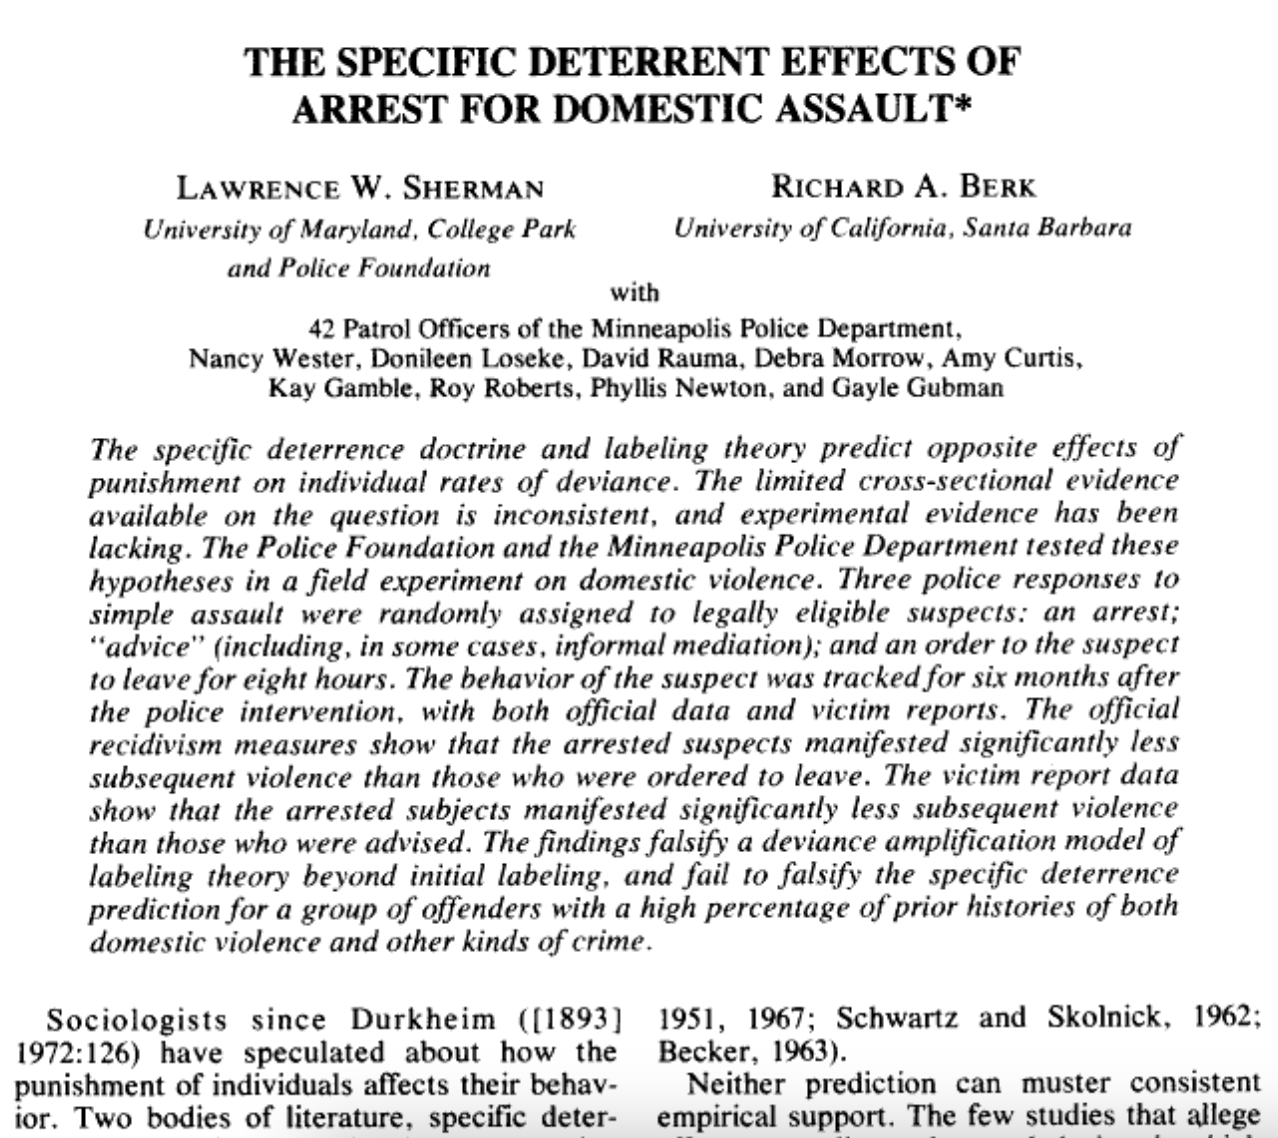 THE SPECIFIC DETERRENT EFFECTS OF
ARREST FOR DOMESTIC ASSAULT*
LAWRENCE W. SHERMAN
University of Maryland, College Park
and Police Foundation
RICHARD A. BERK
University of California, Santa Barbara
with
42 Patrol Officers of the Minneapolis Police Department,
Nancy Wester, Donileen Loseke, David Rauma, Debra Morrow, Amy Curtis,
Kay Gamble, Roy Roberts, Phyllis Newton, and Gayle Gubman
The specific deterrence doctrine and labeling theory predict opposite effects of
punishment on individual rates of deviance. The limited cross-sectional evidence
available on the question is inconsistent, and experimental evidence has been
lacking. The Police Foundation and the Minneapolis Police Department tested these
hypotheses in a field experiment on domestic violence. Three police responses to
simple assault were randomly assigned to legally eligible suspects: an arrest;
“advice” (including, in some cases, informal mediation); and an order to the suspect
to leave for eight hours. The behavior of the suspect was tracked for six months after
the police intervention, with both official data and victim reports. The official
recidivism measures show that the arrested suspects manifested significantly less
subsequent violence than those who were ordered to leave. The victim report data
show that the arrested subjects manifested significantly less subsequent violence
than those who were advised. The findings falsify a deviance amplification model of
labeling theory beyond initial labeling, and fail to falsify the specific deterrence
prediction for a group of offenders with a high percentage of prior histories of both
domestic violence and other kinds of crime.
Sociologists since Durkheim ([1893]
1972:126) have speculated about how the
punishment of individuals affects their behav-
ior. Two bodies of literature, specific deter-
1951, 1967; Schwartz and Skolnick, 1962;
Becker, 1963).
Neither prediction can muster consistent
empirical support. The few studies that allege